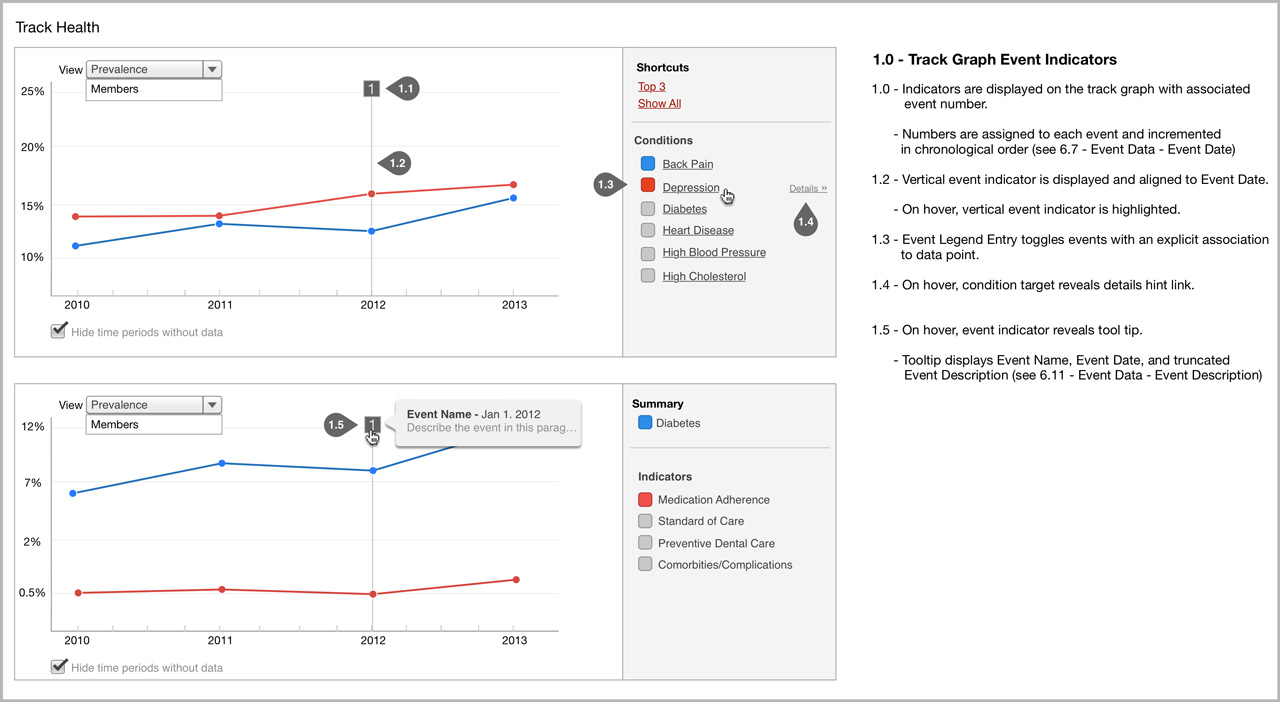 Track Health
View Prevalence
Members
25%
20%
15%
10%
1
1.1
1.2
2010 2011 2012 2013
Hide time periods without data
Shortcuts
Top 3
Show All
Conditions
Back Pain
1.3
Depression
Details »
1.4
Diabetes
Heart Disease
High Blood Pressure
High Cholesterol
View Prevalence
Members
12%
7%
2%
0.5%
1.5
1
Event Name - Jan 1. 2012
Describe the event in this parag…
2010 2011 2012 2013
Hide time periods without data
Summary
Diabetes
Indicators
Medication Adherence
Standard of Care
Preventive Dental Care
Comorbities/Complications
1.0 - Track Graph Event Indicators
1.0 - Indicators are displayed on the track graph with associated
event number.
- Numbers are assigned to each event and incremented
in chronological order (see 6.7 - Event Data - Event Date)
1.2 - Vertical event indicator is displayed and aligned to Event Date.
- On hover, vertical event indicator is highlighted.
1.3 - Event Legend Entry toggles events with an explicit association
to data point.
1.4 - On hover, condition target reveals details hint link.
1.5 - On hover, event indicator reveals tool tip.
- Tooltip displays Event Name, Event Date, and truncated
Event Description (see 6.11 - Event Data - Event Description)